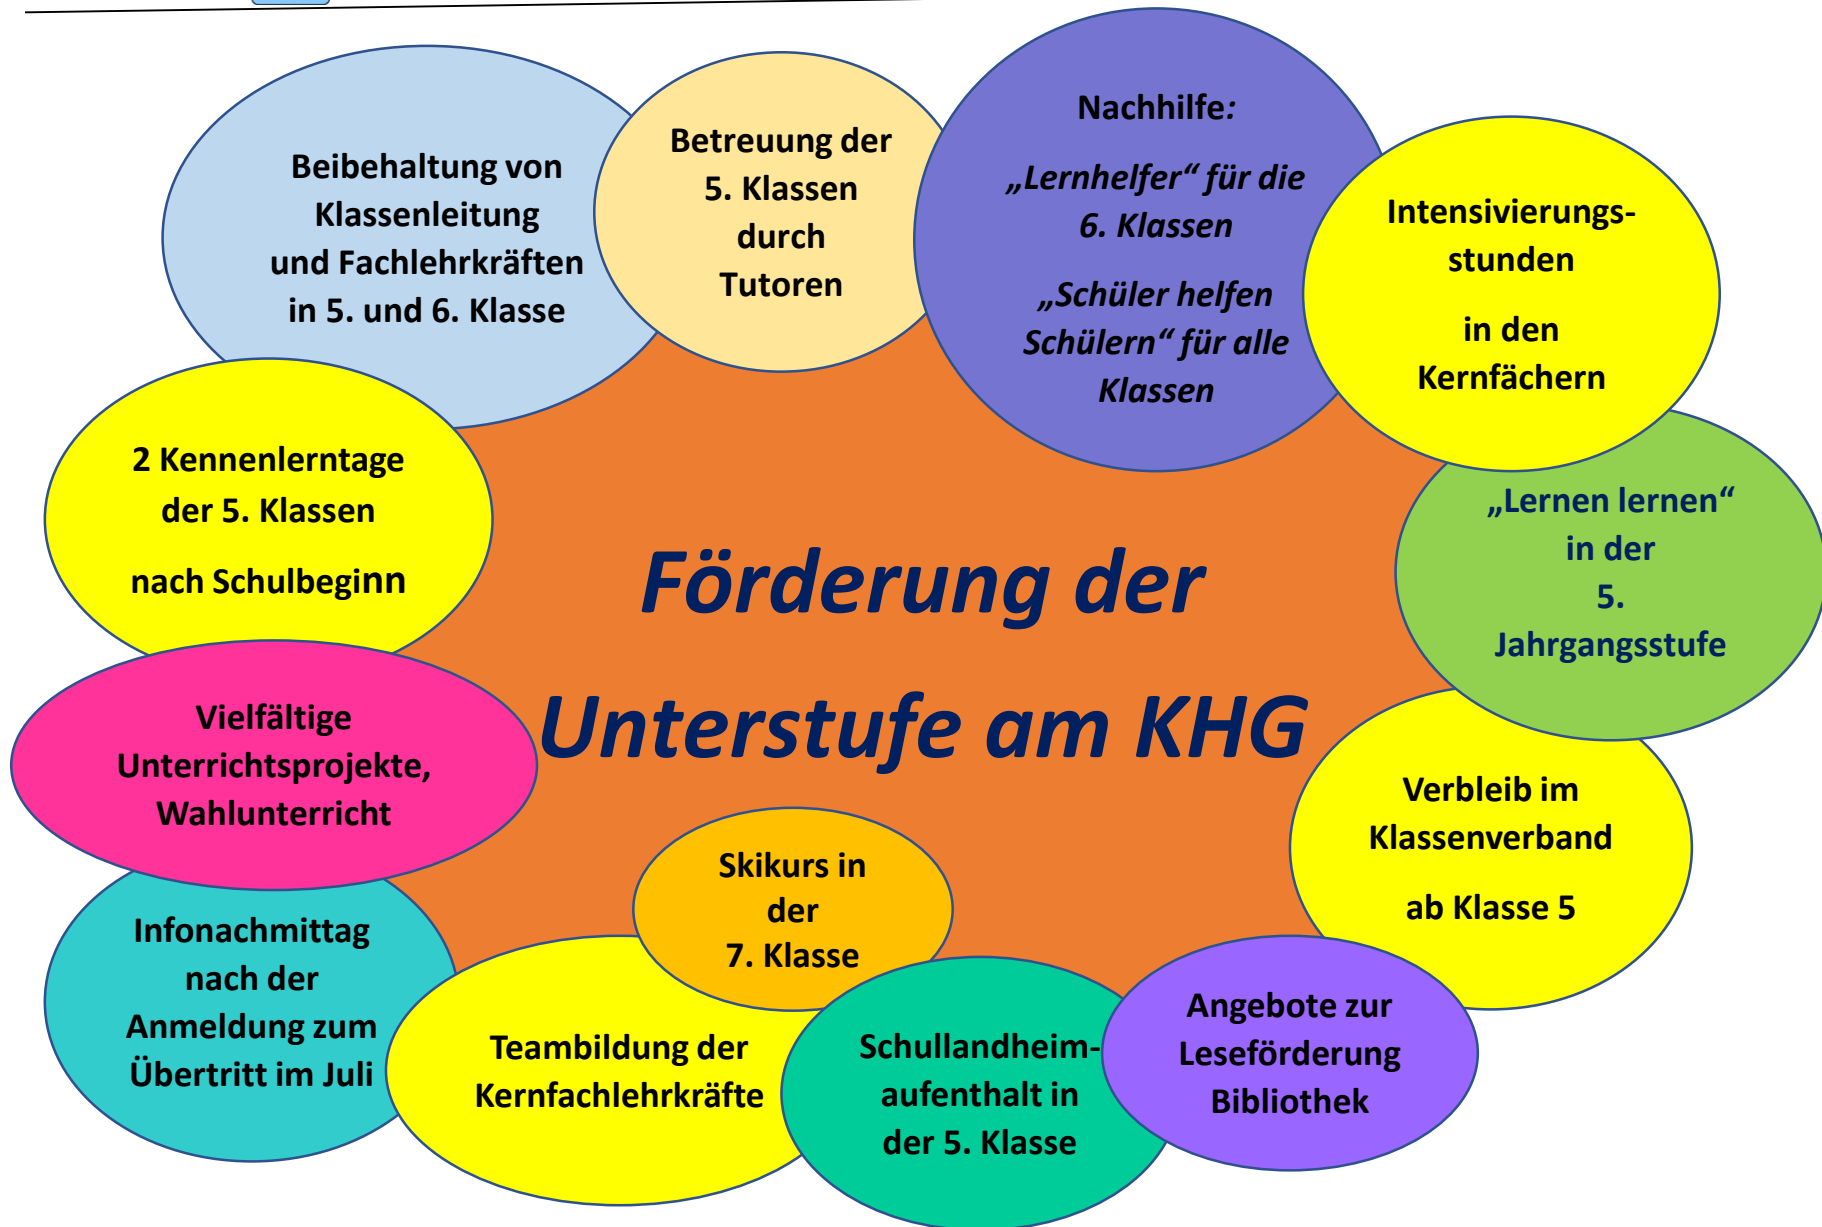 Beibehaltung von
Klassenleitung
und Fachlehrkräften
in 5. und 6. Klasse
Betreuung der
5. Klassen
durch
Tutoren
Nachhilfe:
„Lernhelfer“ für die
6. Klassen
„Schüler helfen
Schülern“ für alle
Klassen
Intensivierungs-
stunden
in den
Kernfächern
2 Kennenlerntage
der 5. Klassen
nach Schulbeginn
„Lernen lernen“
in der
5.
Jahrgangsstufe
Förderung der
Unterstufe am KHG
Vielfältige
Unterrichtsprojekte,
Wahlunterricht
Verbleib im
Klassenverband
ab Klasse 5
Skikurs in
der
7. Klasse
Infonachmittag
nach der
Anmeldung zum
Übertritt im Juli
Teambildung der
Kernfachlehrkräfte
Schullandheim-
aufenthalt in
der 5. Klasse
Angebote zur
Leseförderung
Bibliothek